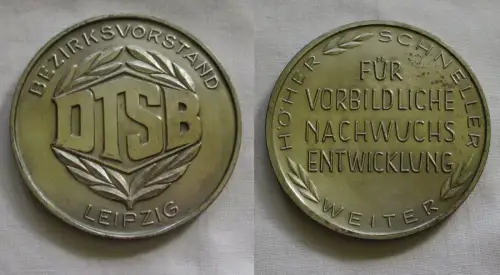 BEZIRKSVORSTAND
DTSB
LEIPZIG
HÖHER SCHNELLER
FÜR
VORBILDLICHE
NACHWUCHS
ENTWICKLUNG
WEITER